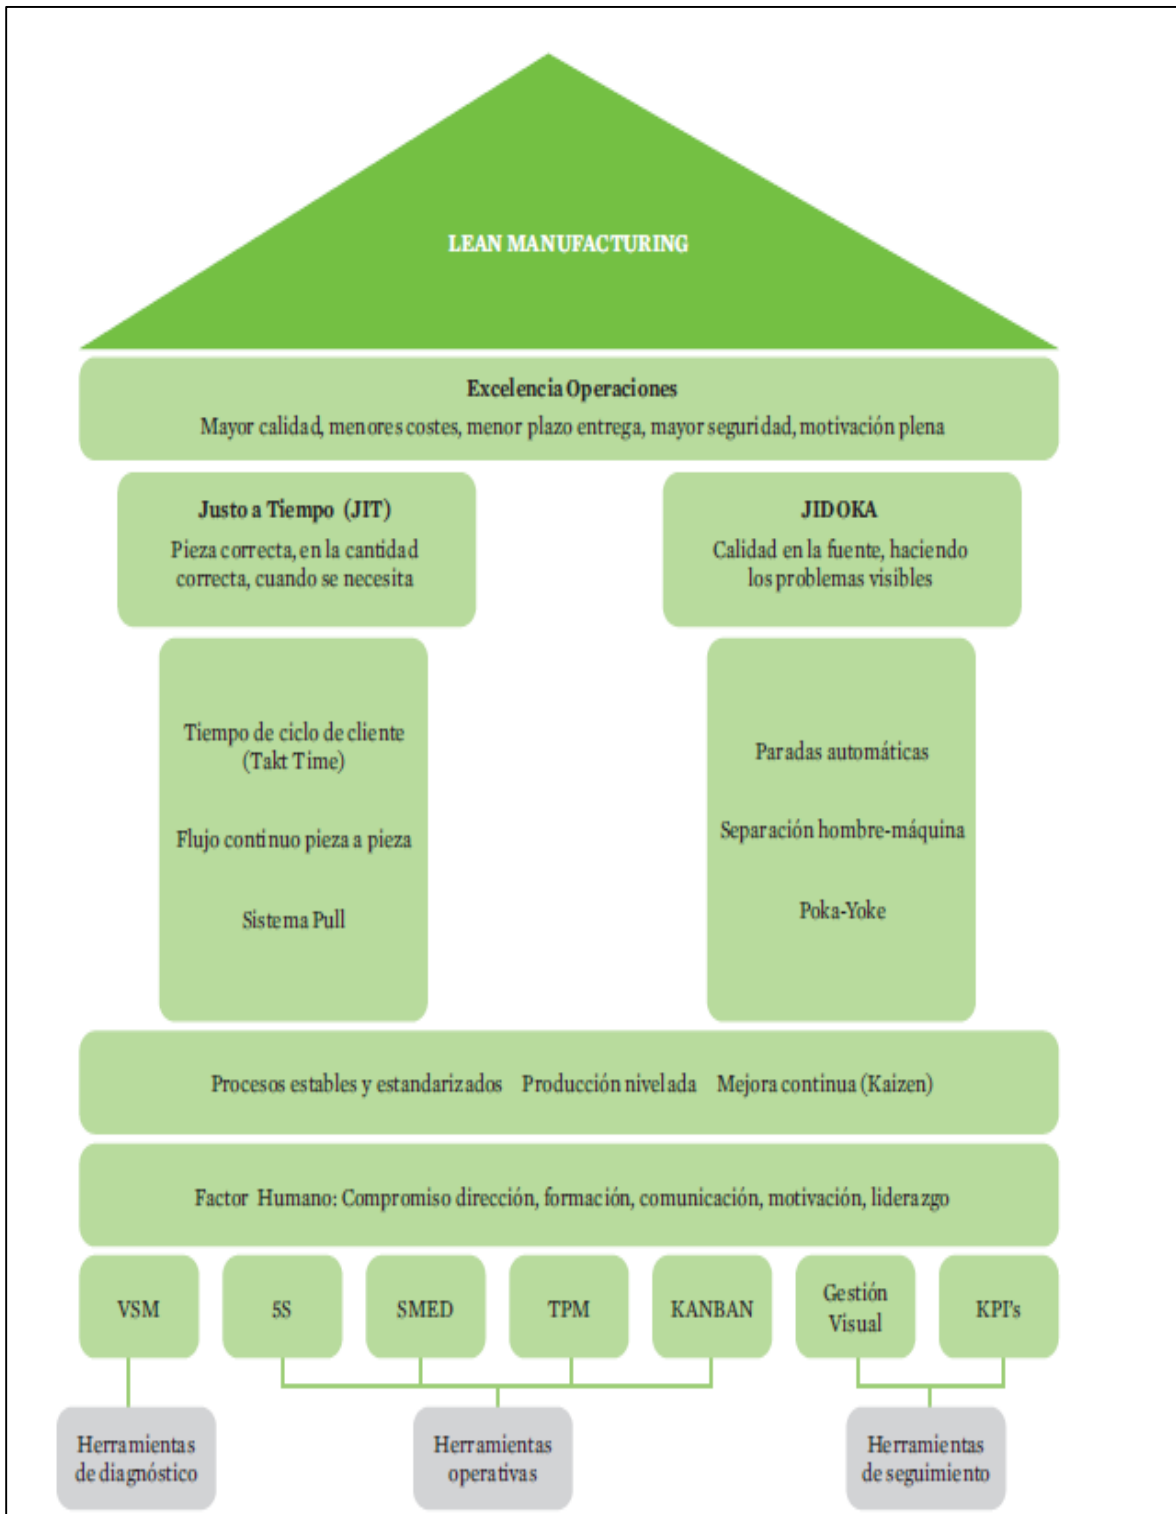 LEAN MANUFACTURING
Excelencia Operaciones
Mayor calidad, menores costes, menor plazo entrega, mayor seguridad, motivación plena
Justo a Tiempo (JIT)
Pieza correcta, en la cantidad
correcta, cuando se necesita
JIDOKA
Calidad en la fuente, haciendo
los problemas visibles
Tiempo de ciclo de cliente
(Takt Time)
Flujo continuo pieza a pieza
Sistema Pull
Paradas automáticas
Separación hombre-máquina
Poka-Yoke
Procesos estables y estandarizados Producción nivelada Mejora continua (Kaizen)
Factor Humano: Compromiso dirección, formación, comunicación, motivación, liderazgo
VSM
5S
SMED
TPM
KANBAN
Gestión
Visual
KPI's
Herramientas
de diagnóstico
Herramientas
operativas
Herramientas
de seguimiento